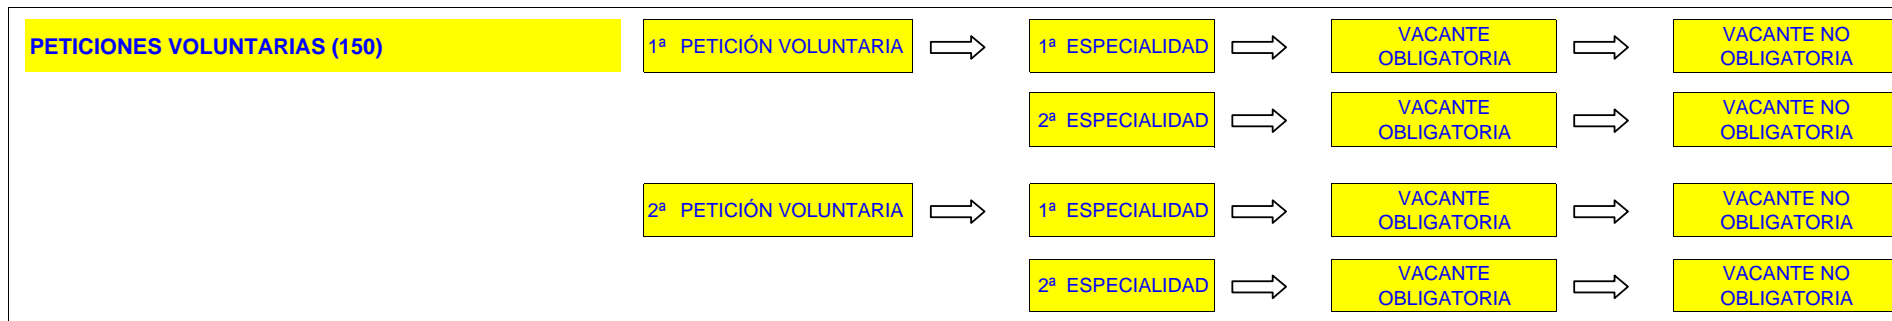 PETICIONES VOLUNTARIAS (150)
1ª PETICIÓN VOLUNTARIA
1ª ESPECIALIDAD
VACANTE
OBLIGATORIA
VACANTE NO
OBLIGATORIA
2ª ESPECIALIDAD
VACANTE
OBLIGATORIA
VACANTE NO
OBLIGATORIA
2ª PETICIÓN VOLUNTARIA
1ª ESPECIALIDAD
VACANTE
OBLIGATORIA
VACANTE NO
OBLIGATORIA
2ª ESPECIALIDAD
VACANTE
OBLIGATORIA
VACANTE NO
OBLIGATORIA